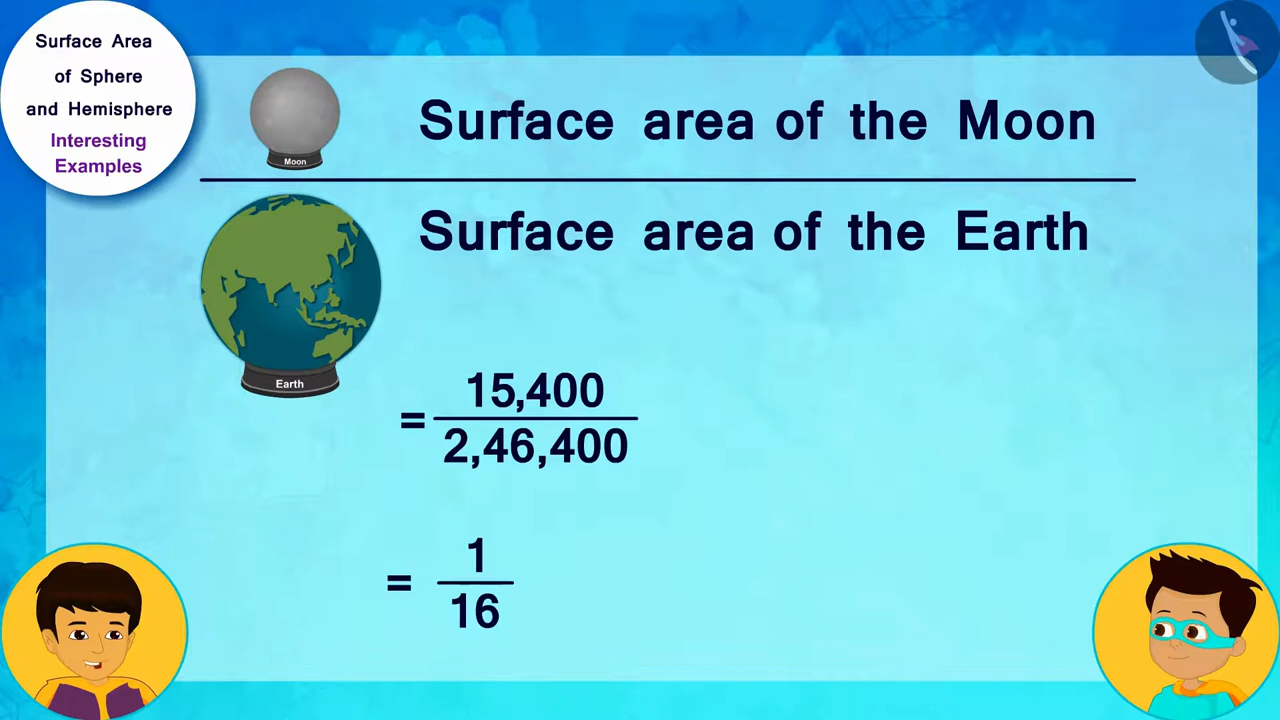 Surface Area
of Sphere
and Hemisphere
Interesting
Examples
Moon
Surface area of the Moon
Surface area of the Earth
Earth
= 15,400
2,46,400
= 1
16